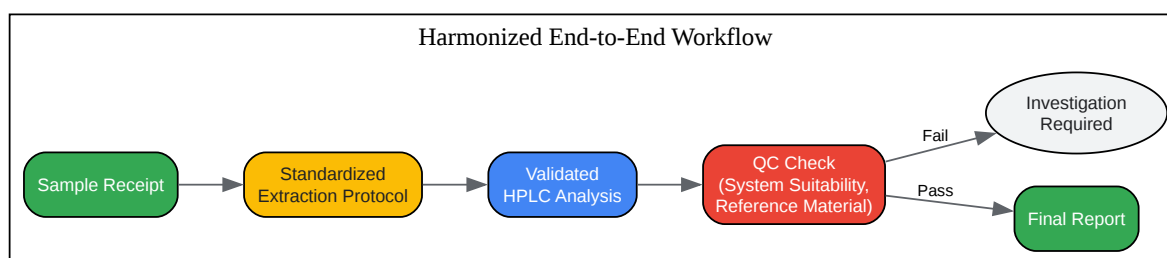 Harmonized End-to-End Workflow
Sample Receipt
Standardized
Extraction Protocol
Validated
HPLC Analysis
QC Check
(System Suitability,
Reference Material)
Fail
Investigation
Required
Pass
Final Report